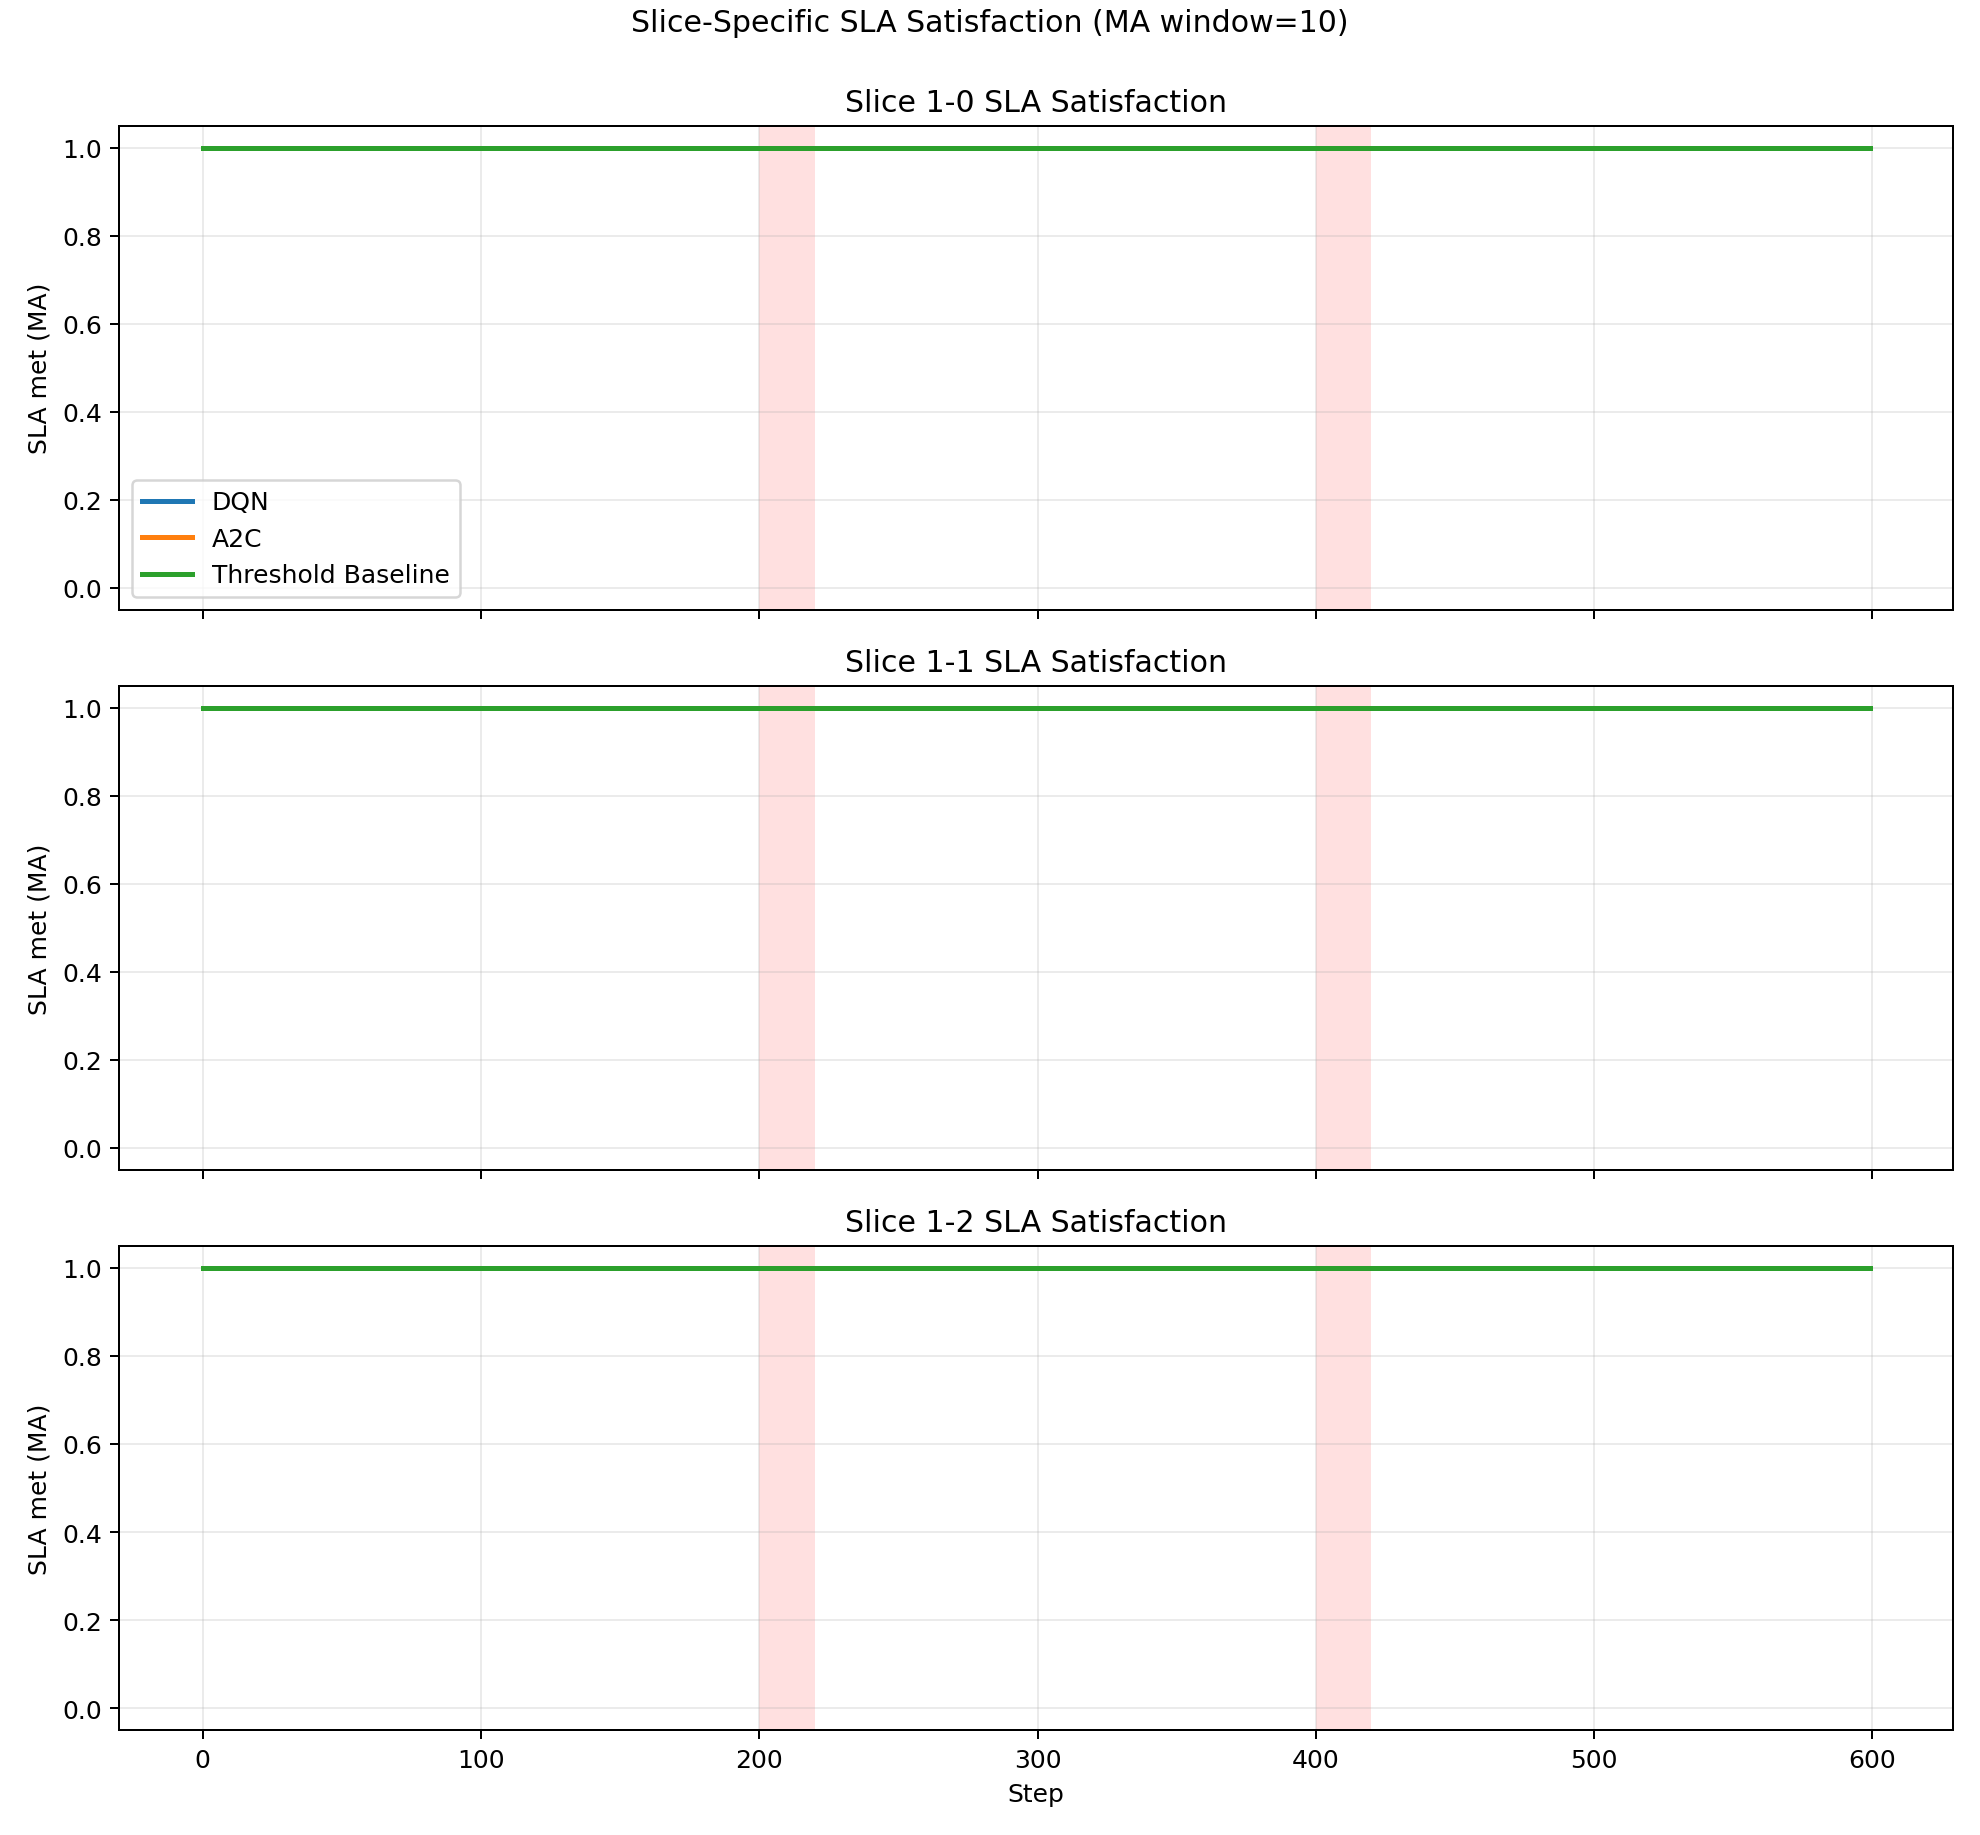 Slice-Specific SLA Satisfaction (MA window=10)
Slice 1-0 SLA Satisfaction
SLA met (MA)
1.0
0.8
0.6
0.4
0.2
0.0
DQN
A2C
Threshold Baseline
Slice 1-1 SLA Satisfaction
SLA met (MA)
1.0
0.8
0.6
0.4
0.2
0.0
Slice 1-2 SLA Satisfaction
SLA met (MA)
1.0
0.8
0.6
0.4
0.2
0.0
0 100 200 300 400 500 600
Step